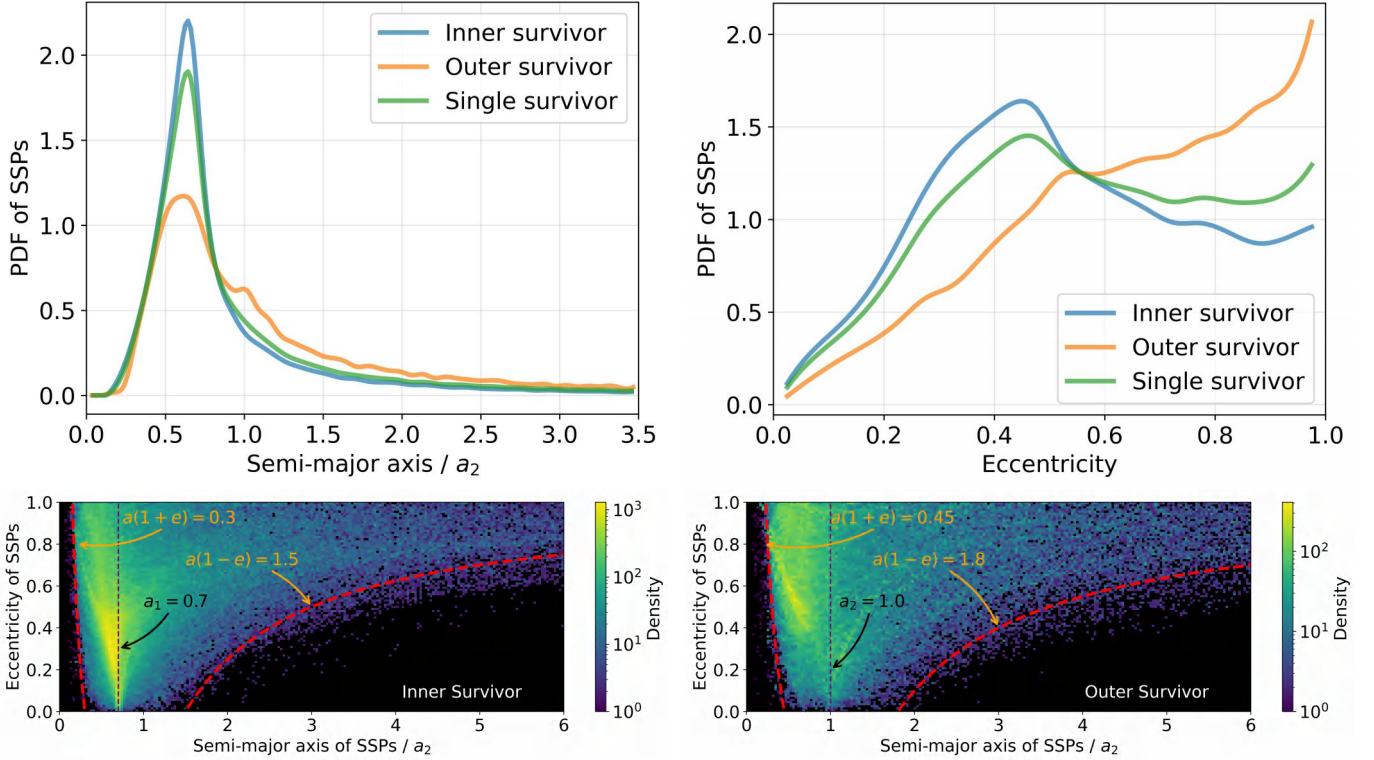 PDF of SSPs
2.0
1.5
1.0
0.5
0.0
Inner survivor
Outer survivor
Single survivor
0.0 0.5 1.0 1.5 2.0 2.5 3.0 3.5
Semi-major axis / a₂
PDF of SSPs
2.0
1.5
1.0
0.5
0.0
Inner survivor
Outer survivor
Single survivor
0.0 0.2 0.4 0.6 0.8 1.0
Eccentricity
Eccentricity of SSPs
1.0
0.8
0.6
0.4
0.2
0.0
a(1 + e) = 0.3
a(1 − e) = 1.5
a₁ = 0.7
Inner Survivor
0 1 2 3 4 5 6
Semi-major axis of SSPs / a₂
10³
10²
10¹
10⁰
Density
Eccentricity of SSPs
1.0
0.8
0.6
0.4
0.2
0.0
a(1 + e) = 0.45
a(1 − e) = 1.8
a₂ = 1.0
Outer Survivor
0 1 2 3 4 5 6
Semi-major axis of SSPs / a₂
10²
10¹
10⁰
Density